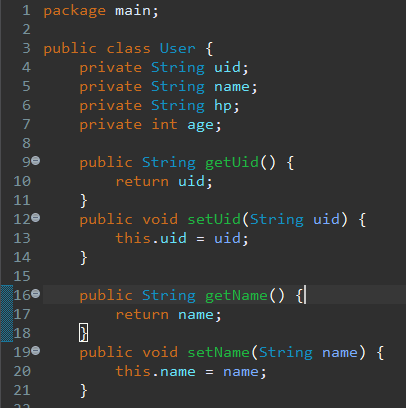 1 package main;
2
3 public class User {
4     private String uid;
5     private String name;
6     private String hp;
7     private int age;
8
9     public String getUid() {
10         return uid;
11     }
12     public void setUid(String uid) {
13         this.uid = uid;
14     }
15
16     public String getName() {
17         return name;
18     }
19     public void setName(String name) {
20         this.name = name;
21     }